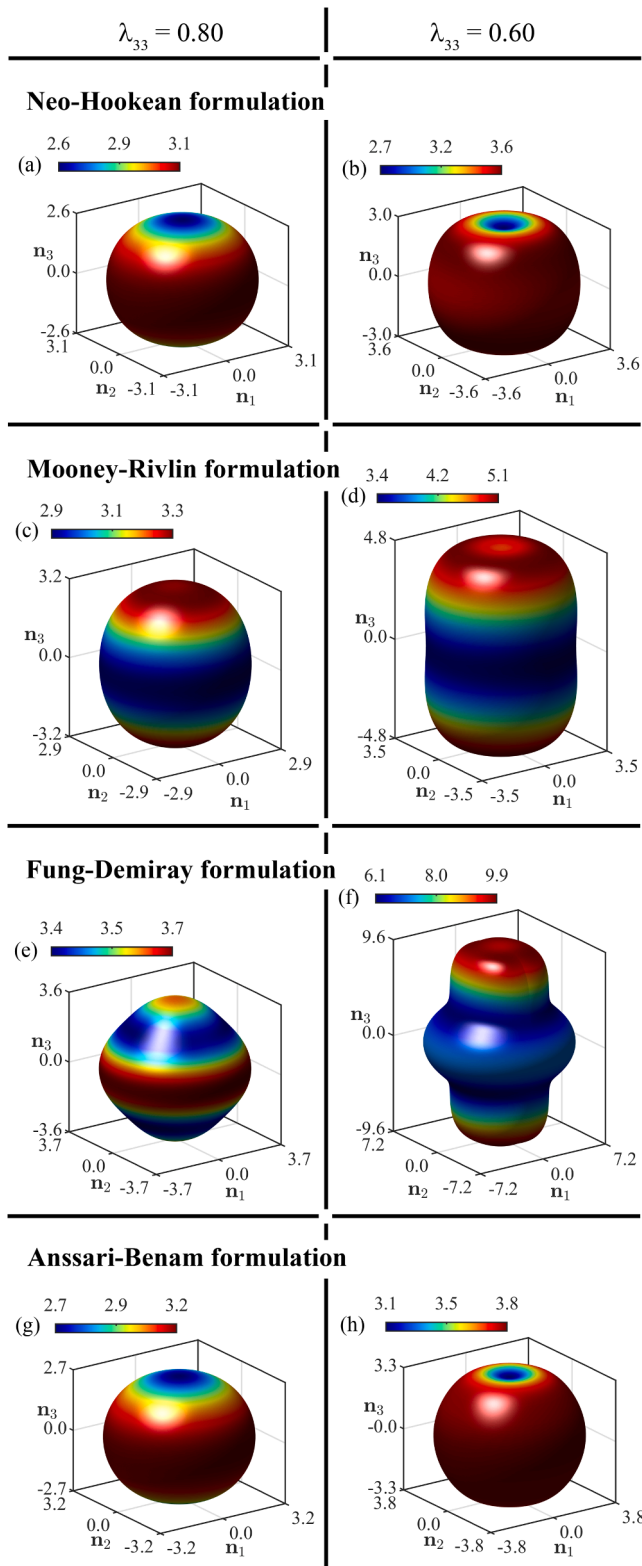 λ33 = 0.80 λ33 = 0.60
Neo-Hookean formulation
(a) 2.6 2.9 3.1
2.6
n3
0.0
-2.6
3.1
0.0
n2 -3.1 -3.1 0.0 n1 3.1
(b) 2.7 3.2 3.6
3.0
n3
0.0
-3.0
3.6
0.0
n2 -3.6 -3.6 0.0 n1 3.6
Mooney-Rivlin formulation
(c) 2.9 3.1 3.3
3.2
n3
0.0
-3.2
2.9
0.0
n2 -2.9 -2.9 0.0 n1 2.9
(d) 3.4 4.2 5.1
4.8
n3
0.0
-4.8
3.5
0.0
n2 -3.5 -3.5 0.0 n1 3.5
Fung-Demiray formulation
(e) 3.4 3.5 3.7
3.6
n3
0.0
-3.6
3.7
0.0
n2 -3.7 -3.7 0.0 n1 3.7
(f) 6.1 8.0 9.9
9.6
n3
0.0
-9.6
7.2
0.0
n2 -7.2 -7.2 0.0 n1 7.2
Anssari-Benam formulation
(g) 2.7 2.9 3.2
2.7
n3
0.0
-2.7
3.2
0.0
n2 -3.2 -3.2 0.0 n1 3.2
(h) 3.1 3.5 3.8
3.3
n3
-0.0
-3.3
3.8
0.0
n2 -3.8 -3.8 0.0 n1 3.8